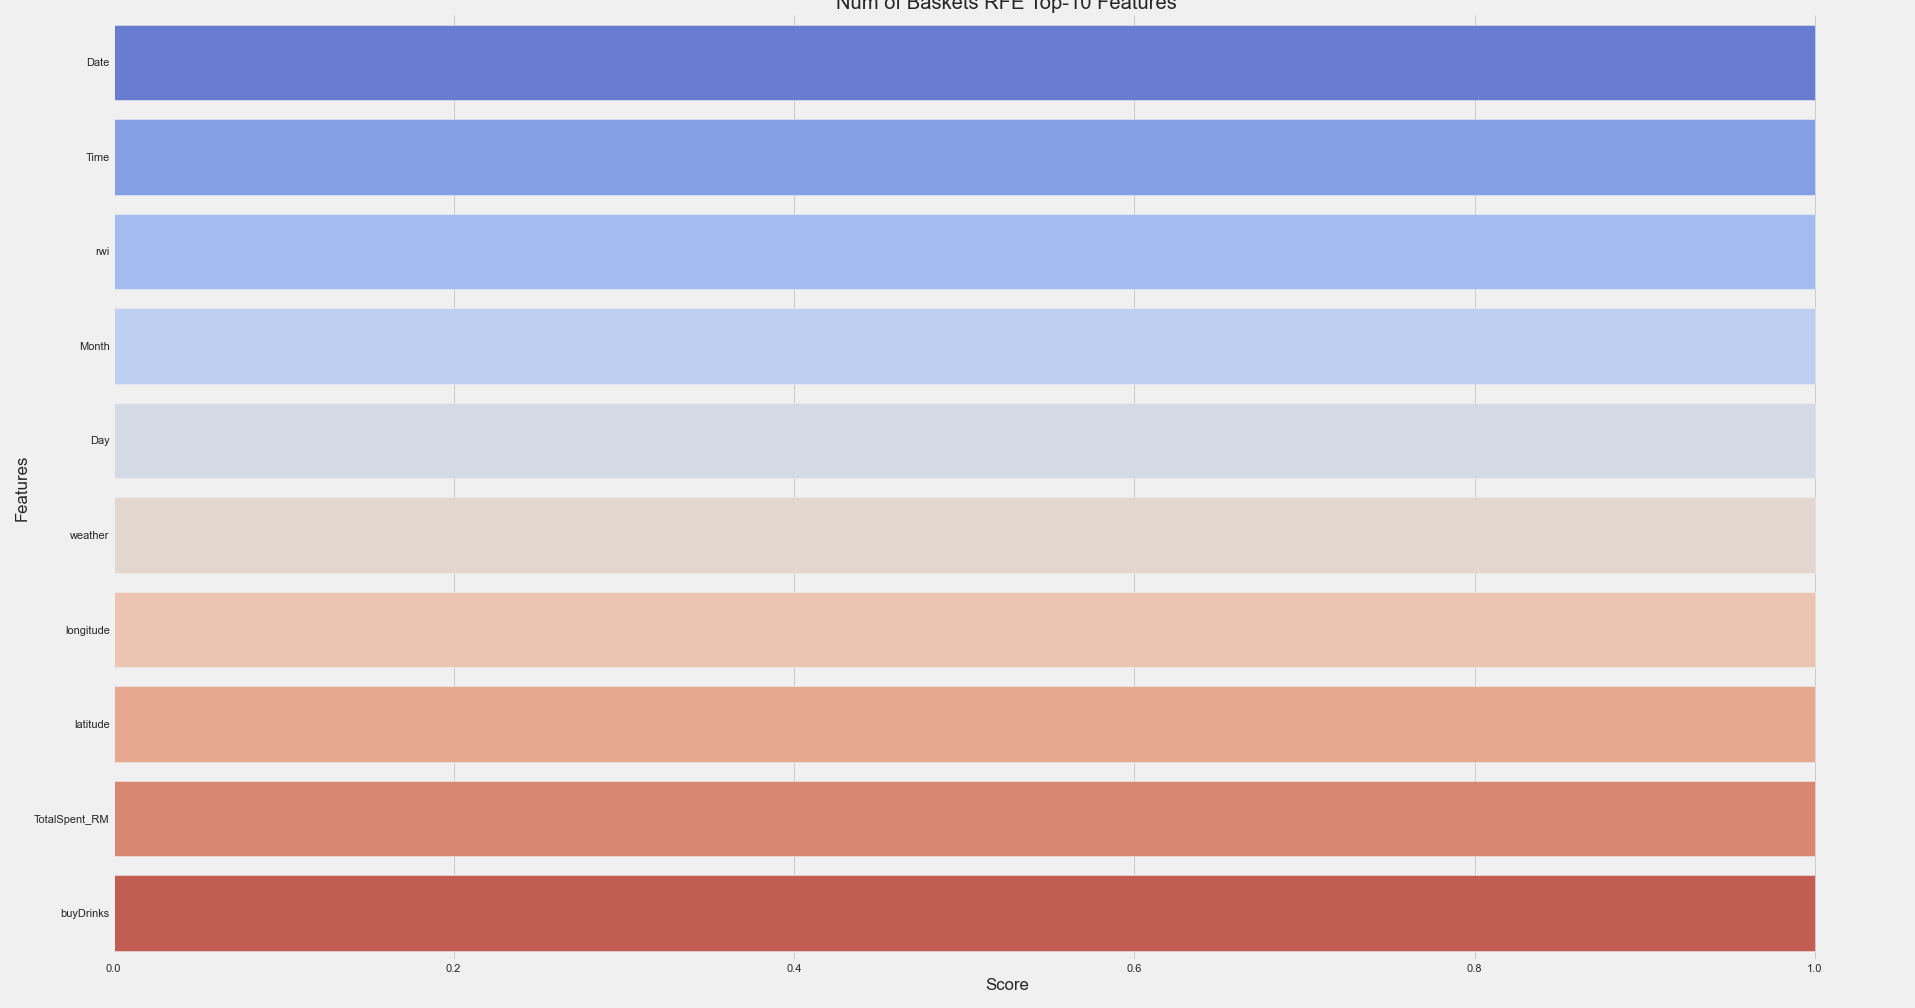 Num of Baskets RFE Top-10 Features
Date
Time
rwi
Month
Day
weather
longitude
latitude
TotalSpent_RM
buyDrinks
Features
0.0 0.2 0.4 0.6 0.8 1.0
Score